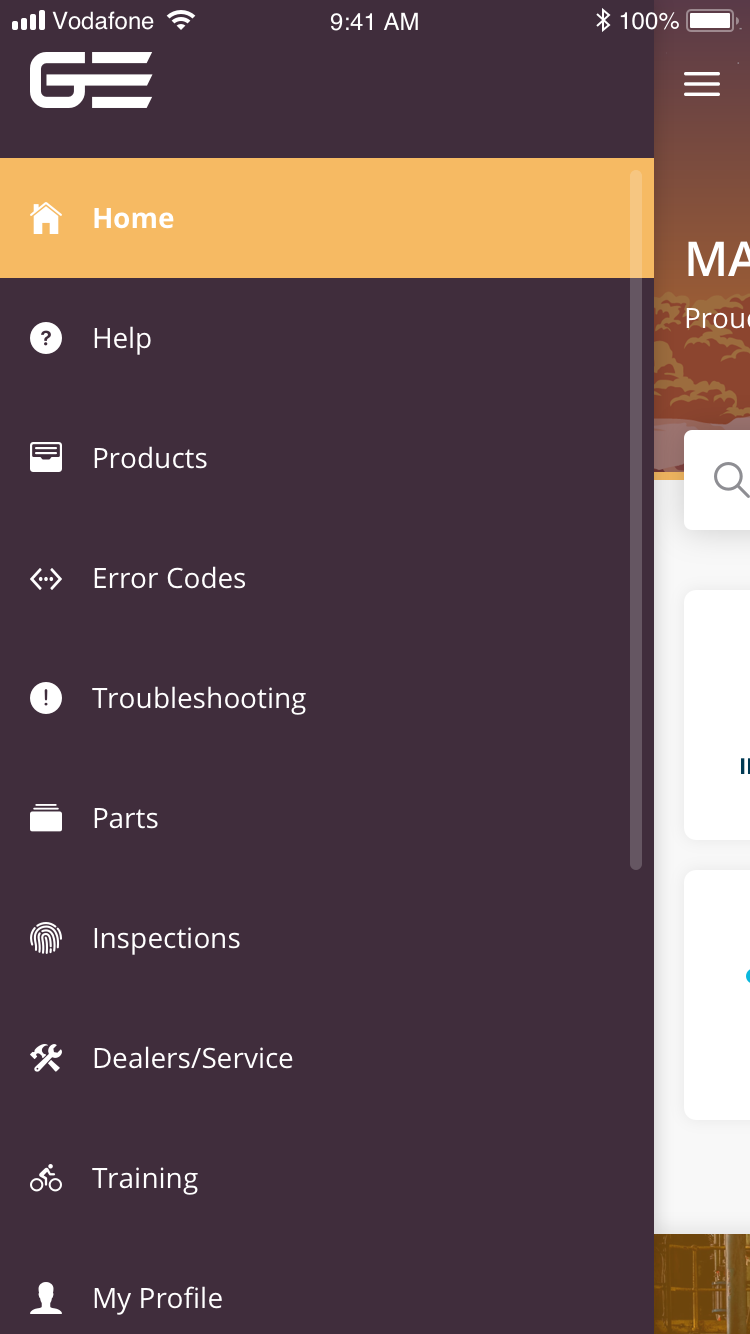 Vodafone 9:41 AM 100%
GE
Home
Help
Products
Error Codes
Troubleshooting
Parts
Inspections
Dealers/Service
Training
My Profile
MA